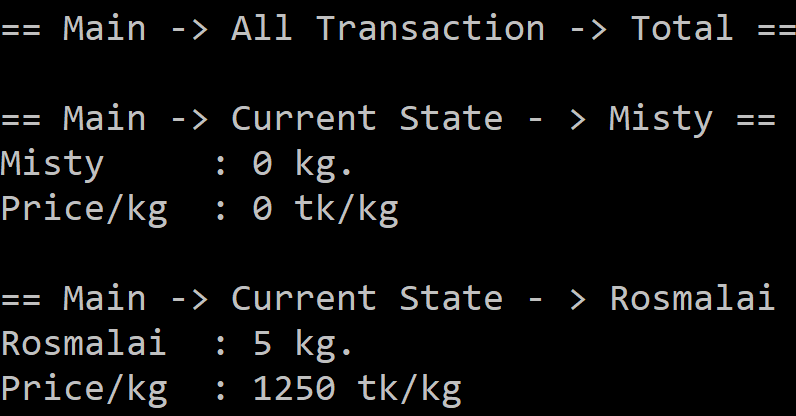 == Main -> All Transaction -> Total ==
== Main -> Current State - > Misty ==
Misty     : 0 kg.
Price/kg  : 0 tk/kg
== Main -> Current State - > Rosmalai
Rosmalai  : 5 kg.
Price/kg  : 1250 tk/kg